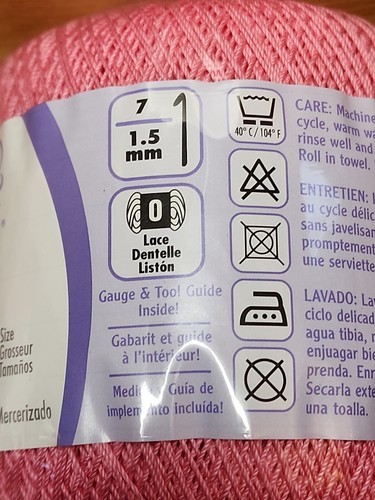 7
1.5
mm
0
Lace
Dentelle
Listón
Gauge & Tool Guide
Inside!
Gabarit et guide
à l'intérieur!
Guía de
implemento incluída!
Size
Grosseur
Tamaños
Mercerizado
40° C / 104° F
CARE: Machine
cycle, warm wa
rinse well and
Roll in towel.
ENTRETIEN: L
au cycle délic
sans javelisan
promptement
une serviette
LAVADO: Lav
ciclo delicad
agua tibia,
enjuagar bie
prenda. Enr
Secarla exte
una toalla.